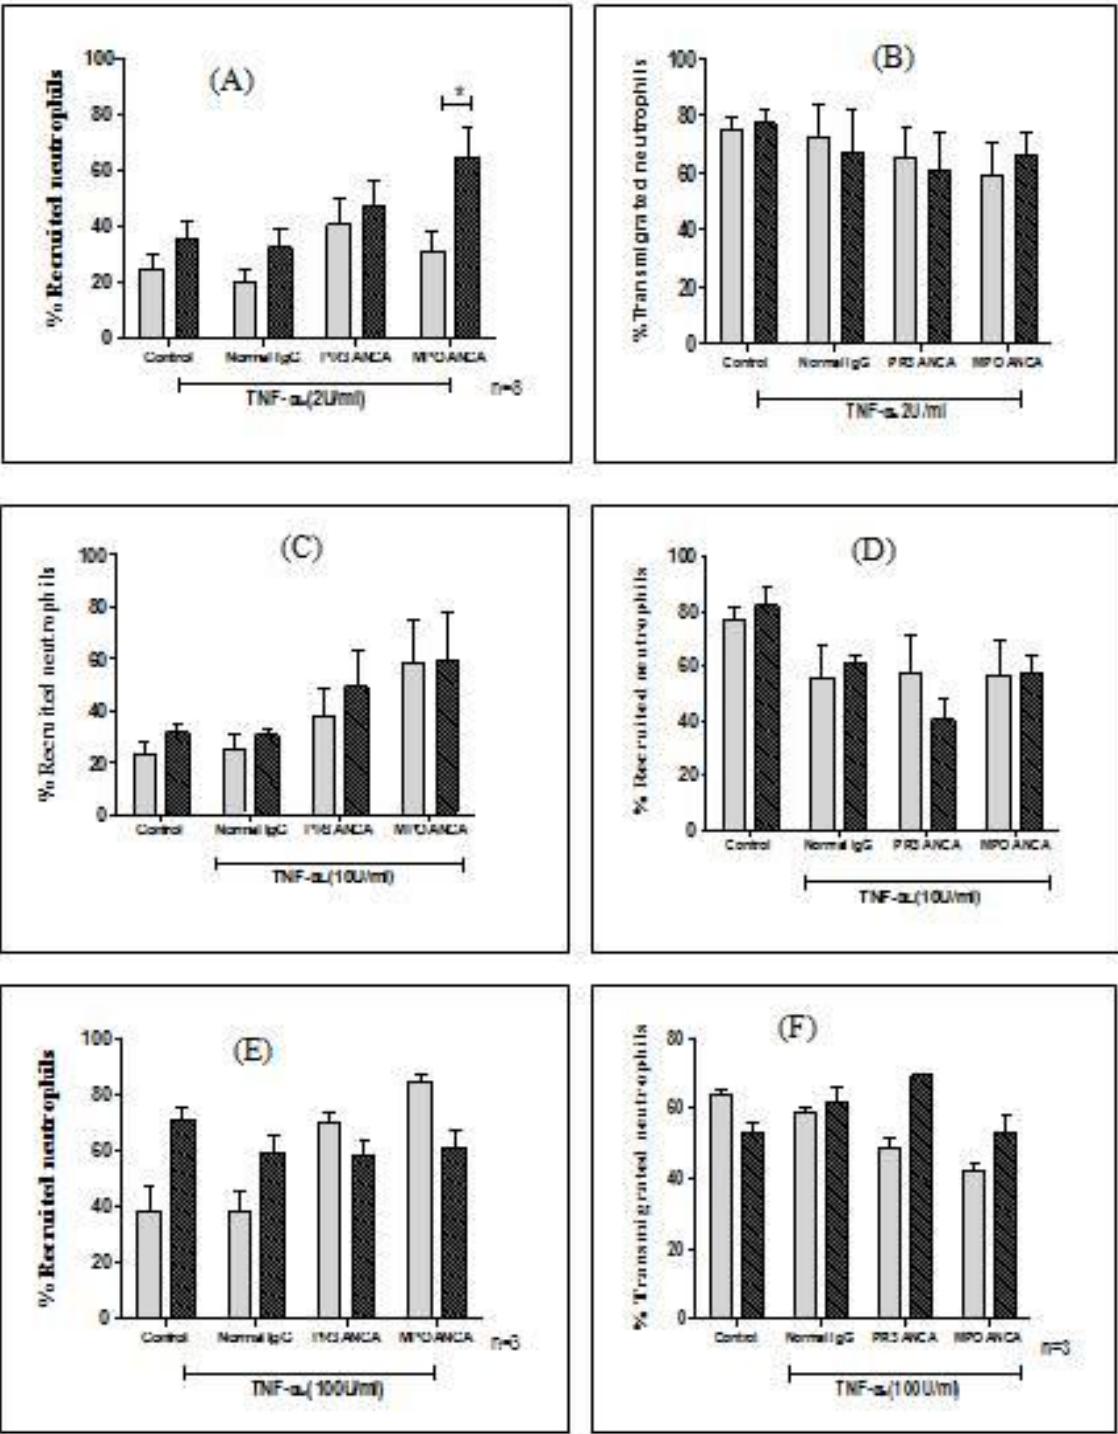 (A)
% Recruited neutrophils
100
80
60
40
20
0
*
Control Normal IgG PR3 ANCA MPO ANCA
TNF-α(2U/ml)
(B)
% Transmigrated neutrophils
100
80
60
40
20
0
Control Normal IgG PR3 ANCA MPO ANCA
TNF-α 2U/ml
(C)
% Recruited neutrophils
100
80
60
40
20
0
Control Normal IgG PR3 ANCA MPO ANCA
TNF-α(10U/ml)
(D)
% Recruited neutrophils
100
80
60
40
20
0
Control Normal IgG PR3 ANCA MPO ANCA
TNF-α(10U/ml)
(E)
% Recruited neutrophils
100
80
60
40
20
0
Control Normal IgG PR3 ANCA MPO ANCA
n=3
TNF-α(100U/ml)
(F)
% Transmigrated neutrophils
80
60
40
20
0
Control Normal IgG PR3 ANCA MPO ANCA
n=3
TNF-α(100U/ml)